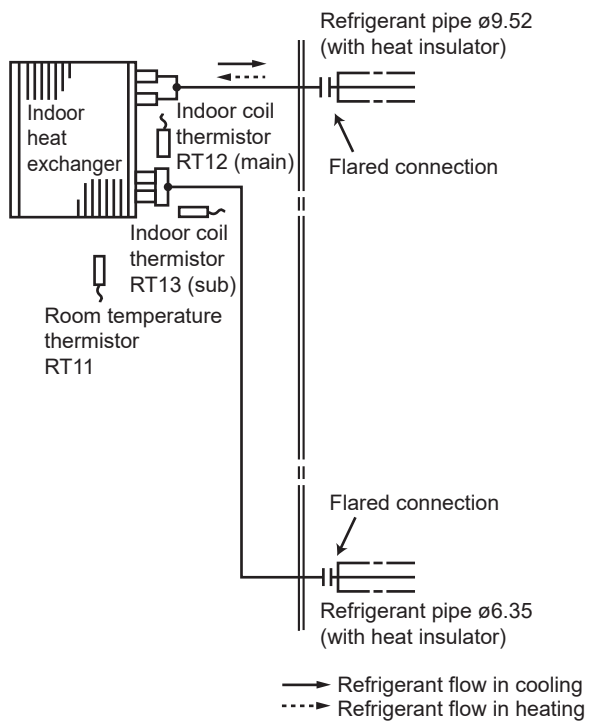 Refrigerant pipe ø9.52
(with heat insulator)
Indoor
heat
exchanger
Indoor coil
thermistor
RT12 (main)
Flared connection
Indoor coil
thermistor
RT13 (sub)
Room temperature
thermistor
RT11
Flared connection
Refrigerant pipe ø6.35
(with heat insulator)
Refrigerant flow in cooling
Refrigerant flow in heating